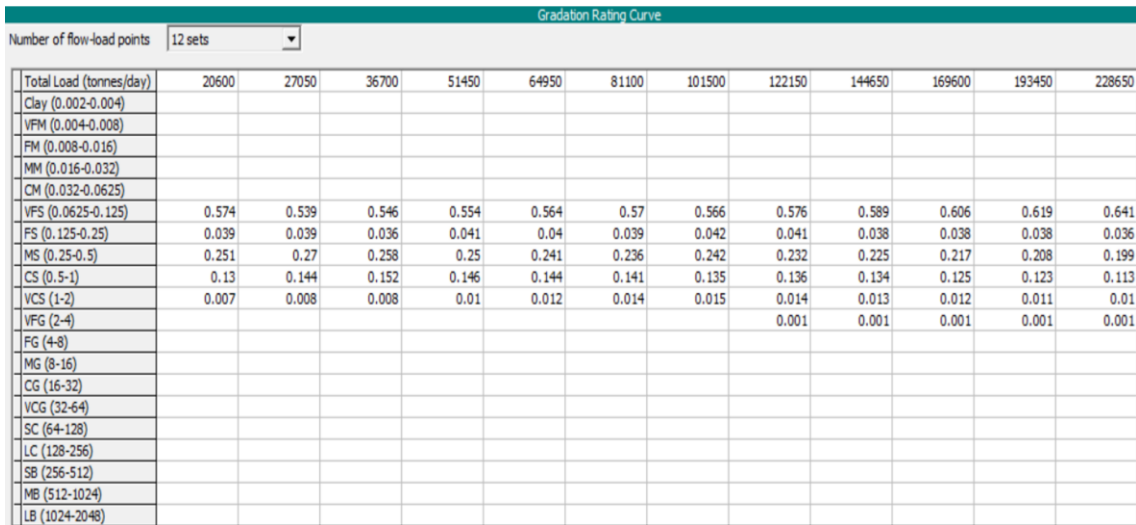 Gradation Rating Curve
Number of flow-load points 12 sets
Total Load (tonnes/day) 20600 27050 36700 51450 64950 81100 101500 122150 144650 169600 193450 228650
Clay (0.002-0.004)
VFM (0.004-0.008)
FM (0.008-0.016)
MM (0.016-0.032)
CM (0.032-0.0625)
VFS (0.0625-0.125) 0.574 0.539 0.546 0.554 0.564 0.57 0.566 0.576 0.589 0.606 0.619 0.641
FS (0.125-0.25) 0.039 0.039 0.036 0.041 0.04 0.039 0.042 0.041 0.038 0.038 0.038 0.036
MS (0.25-0.5) 0.251 0.27 0.258 0.25 0.241 0.236 0.242 0.232 0.225 0.217 0.208 0.199
CS (0.5-1) 0.13 0.144 0.152 0.146 0.144 0.141 0.135 0.136 0.134 0.125 0.123 0.113
VCS (1-2) 0.007 0.008 0.008 0.01 0.012 0.014 0.015 0.014 0.013 0.012 0.011 0.01
VFG (2-4) 0.001 0.001 0.001 0.001 0.001
FG (4-8)
MG (8-16)
CG (16-32)
VCG (32-64)
SC (64-128)
LC (128-256)
SB (256-512)
MB (512-1024)
LB (1024-2048)